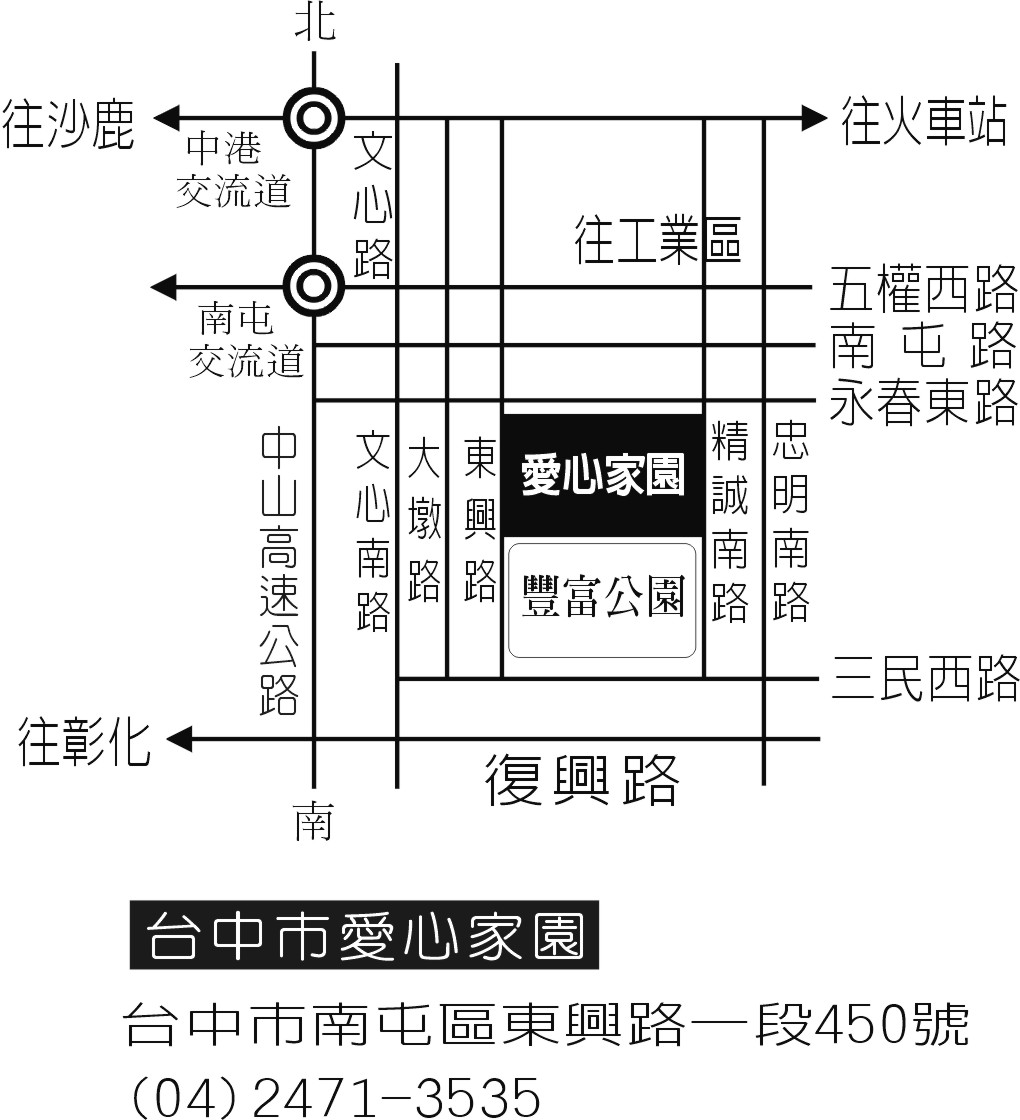 北
往沙鹿
往火車站
中港
交流道
文心路
往工業區
五權西路
南屯
交流道
南屯路
永春東路
中山高速公路
文心南路
大墩路
東興路
愛心家園
豐富公園
精誠南路
忠明南路
三民西路
往彰化
復興路
南
台中市愛心家園
台中市南屯區東興路一段450號
(04)2471-3535